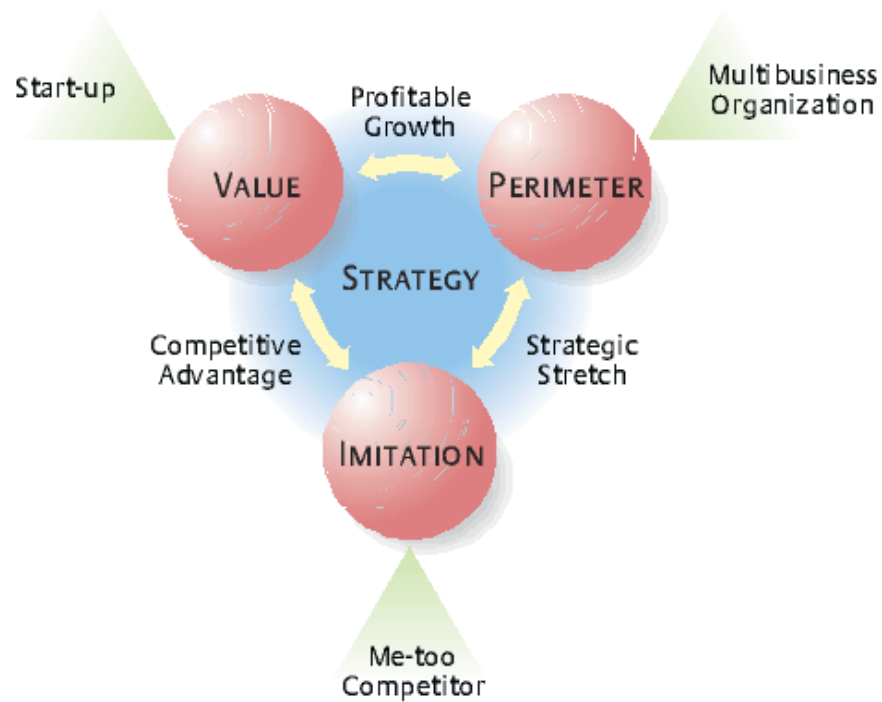 Start-up
Profitable
Growth
Multibusiness
Organization
VALUE
PERIMETER
STRATEGY
Competitive
Advantage
Strategic
Stretch
IMITATION
Me-too
Competitor